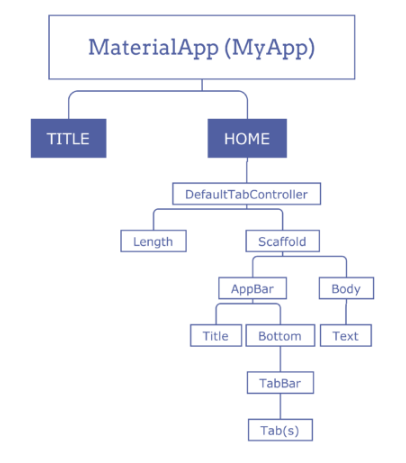 MaterialApp (MyApp)
TITLE
HOME
DefaultTabController
Length
Scaffold
AppBar
Body
Title
Bottom
Text
TabBar
Tab(s)